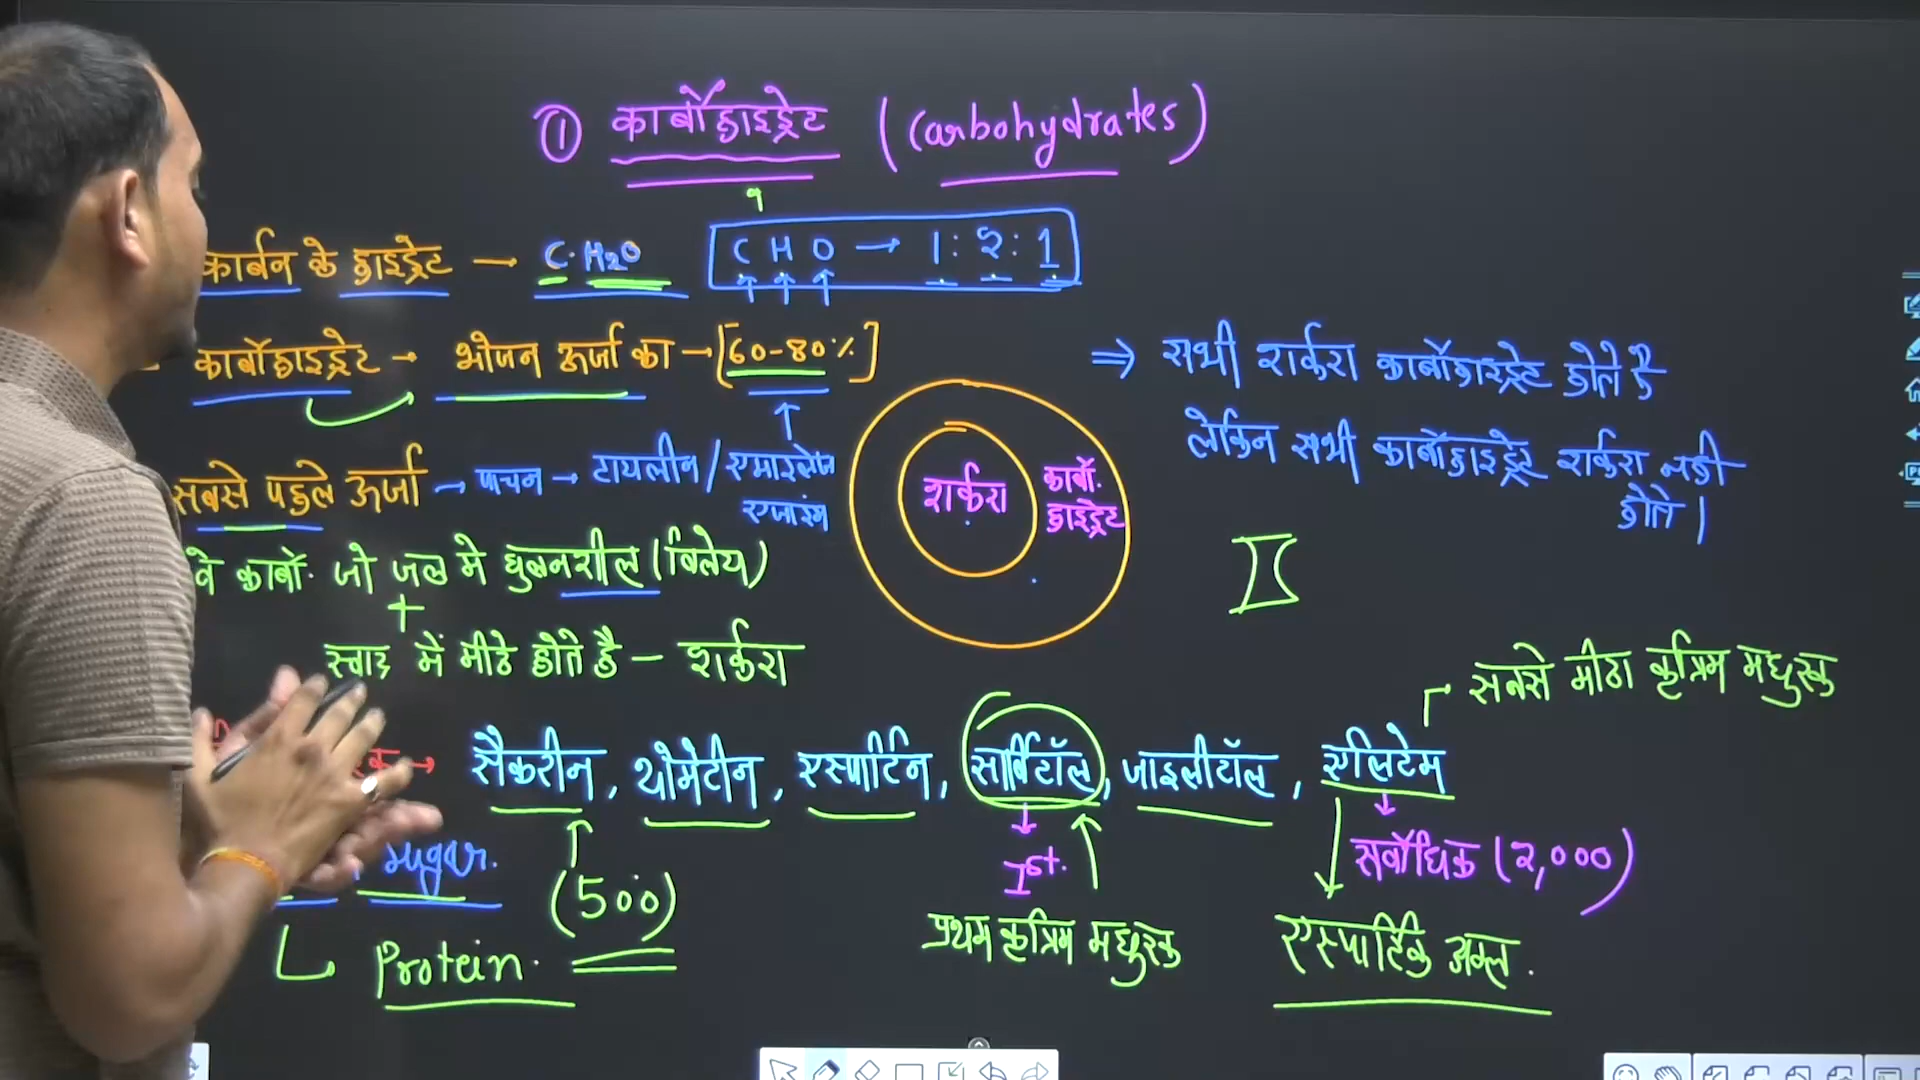 ① कार्बोहाइड्रेट (Carbohydrates)
कार्बन के हाइड्रेट → C·H₂O
C H O → 1:2:1
कार्बोहाइड्रेट → भोजन ऊर्जा का → [60-80%]
⇒ सभी शर्करा कार्बोहाइड्रेट होते है
लेकिन सभी कार्बोहाइड्रेट शर्करा नही
होते।
सबसे पहले ऊर्जा → पाचन → टायलीन/एमाइलेज
एंजाइम
शर्करा
कार्बो.
हाइड्रेट
वे कार्बो. जो जल मे घुलनशील (विलेय)
+
स्वाद में मीठे होते है – शर्करा
सबसे मीठा कृत्रिम मधुरक
→ सैकरीन, थोमेटीन, एस्पार्टिन, सार्बिटॉल, जाइलीटॉल, एलिटेम
sugar.
(500)
Ist.
सर्वाधिक (2,000)
प्रथम कृत्रिम मधुरक
एस्पार्टिक अम्ल.
Protein.